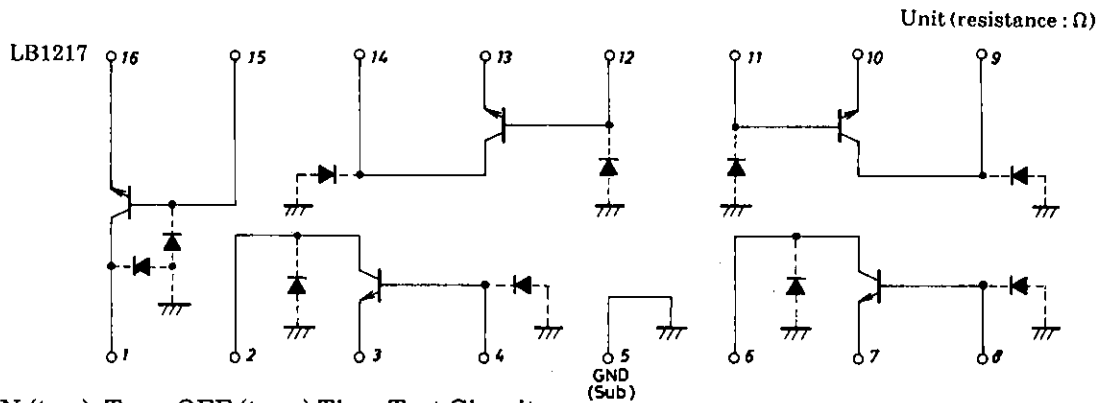 Unit (resistance : Ω)
LB1217
16 15 14 13 12 11 10 9
1 2 3 4 5 6 7 8
GND
(Sub)